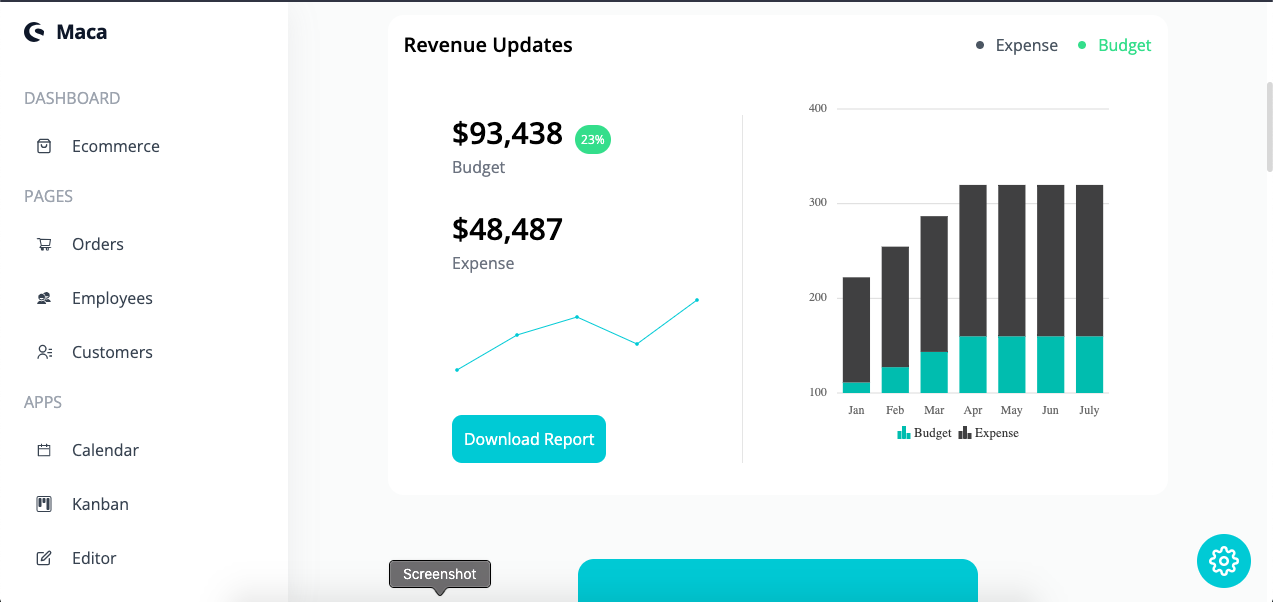 Maca
DASHBOARD
Ecommerce
PAGES
Orders
Employees
Customers
APPS
Calendar
Kanban
Editor
Revenue Updates
Expense
Budget
$93,438
23%
Budget
$48,487
Expense
Download Report
400
300
200
100
Jan Feb Mar Apr May Jun July
Budget Expense
Screenshot